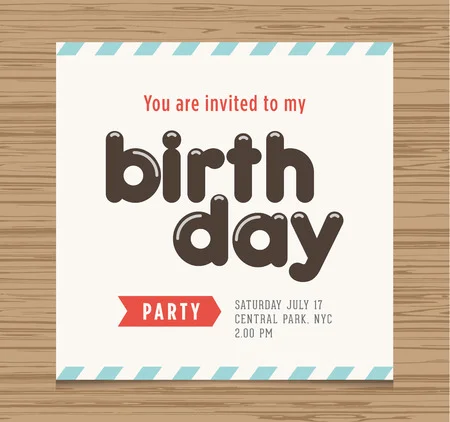 You are invited to my
birth
day
PARTY
SATURDAY JULY 17
CENTRAL PARK, NYC
2.00 PM